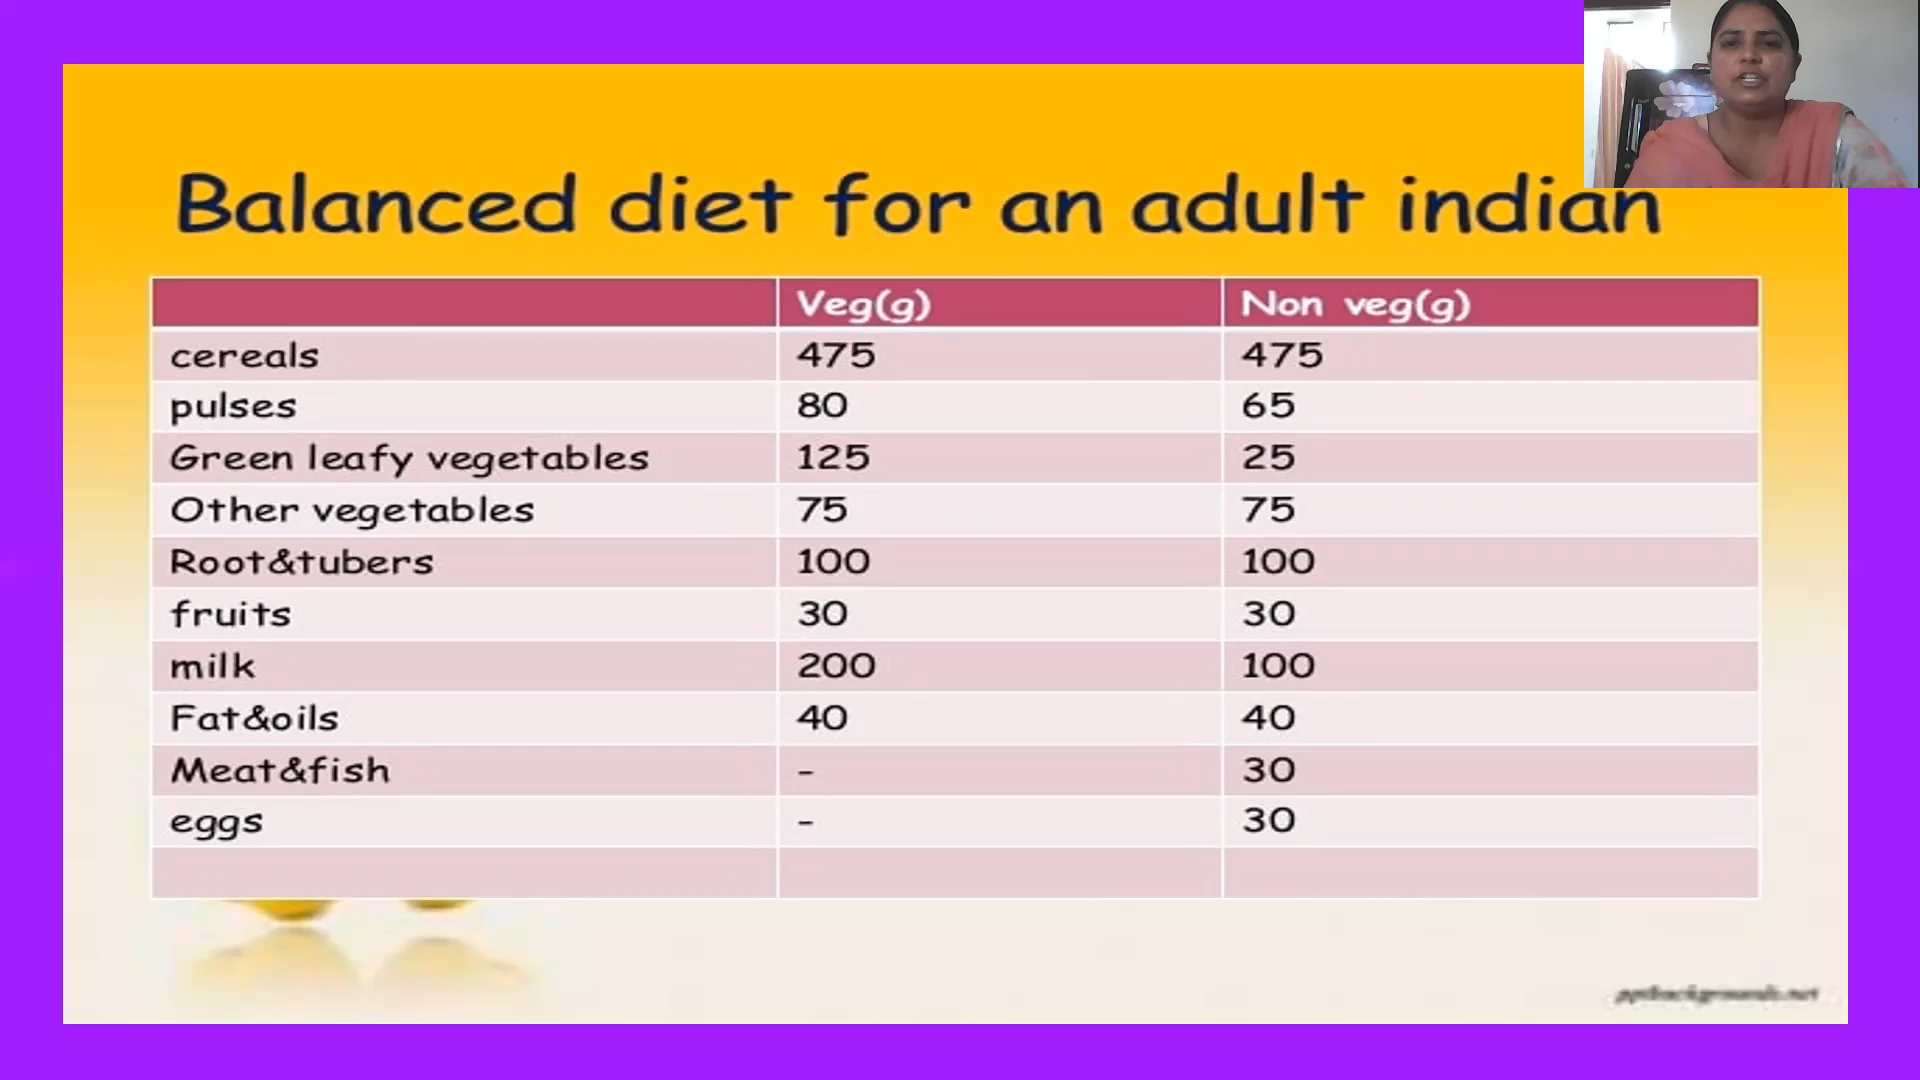 Balanced diet for an adult indian
Veg(g) Non veg(g)
cereals 475 475
pulses 80 65
Green leafy vegetables 125 25
Other vegetables 75 75
Root&tubers 100 100
fruits 30 30
milk 200 100
Fat&oils 40 40
Meat&fish - 30
eggs - 30
pptbackgrounds.net